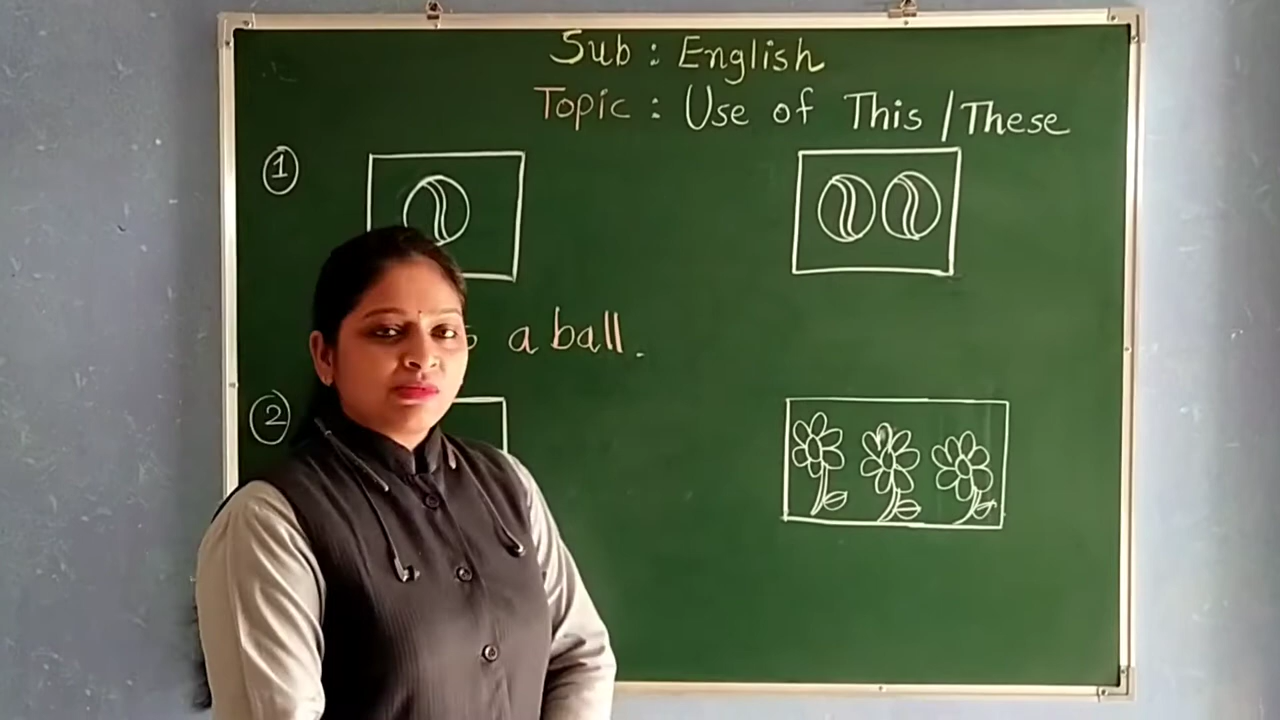 Sub : English
Topic : Use of This / These
1
a ball.
2